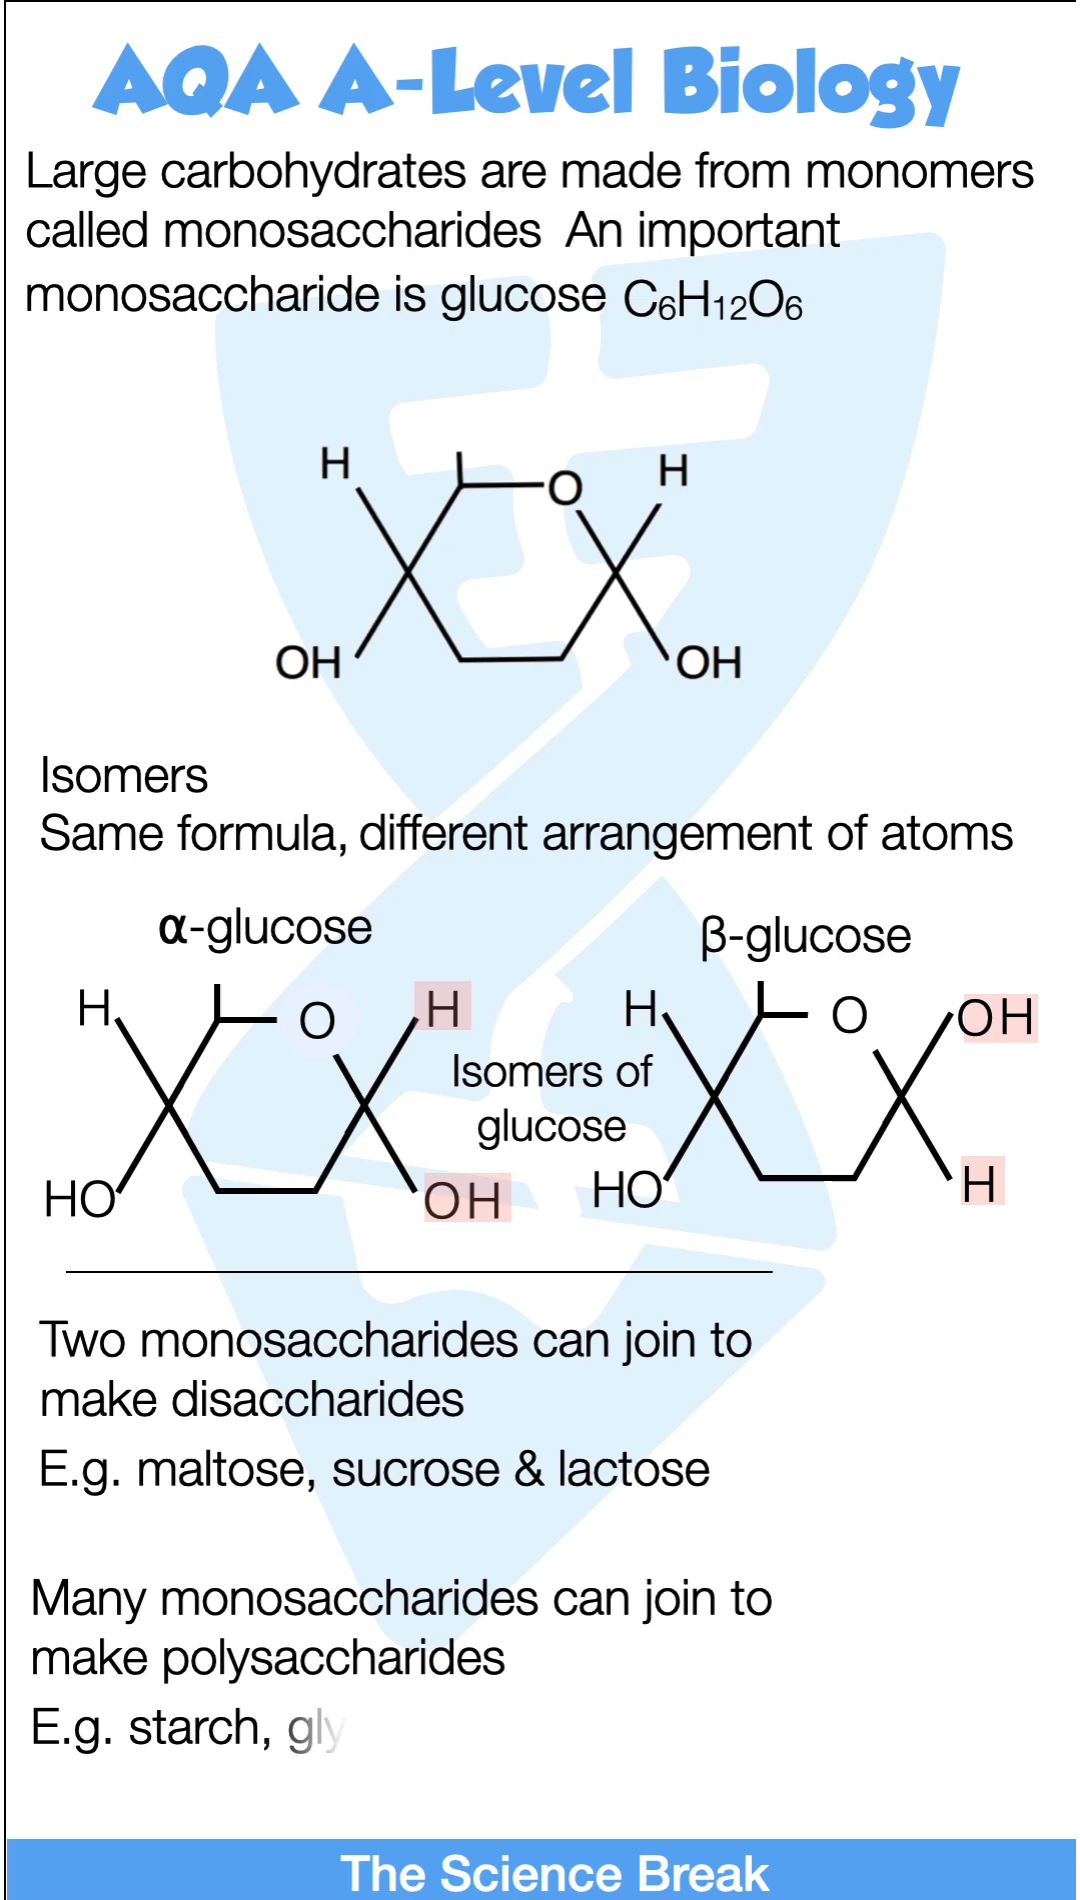 AQA A-Level Biology
Large carbohydrates are made from monomers
called monosaccharides An important
monosaccharide is glucose C₆H₁₂O₆
H
O
H
OH
OH
Isomers
Same formula, different arrangement of atoms
α-glucose
β-glucose
H
O
H
HO
OH
Isomers of
glucose
H
O
OH
HO
H
Two monosaccharides can join to
make disaccharides
E.g. maltose, sucrose & lactose
Many monosaccharides can join to
make polysaccharides
E.g. starch, gly
The Science Break